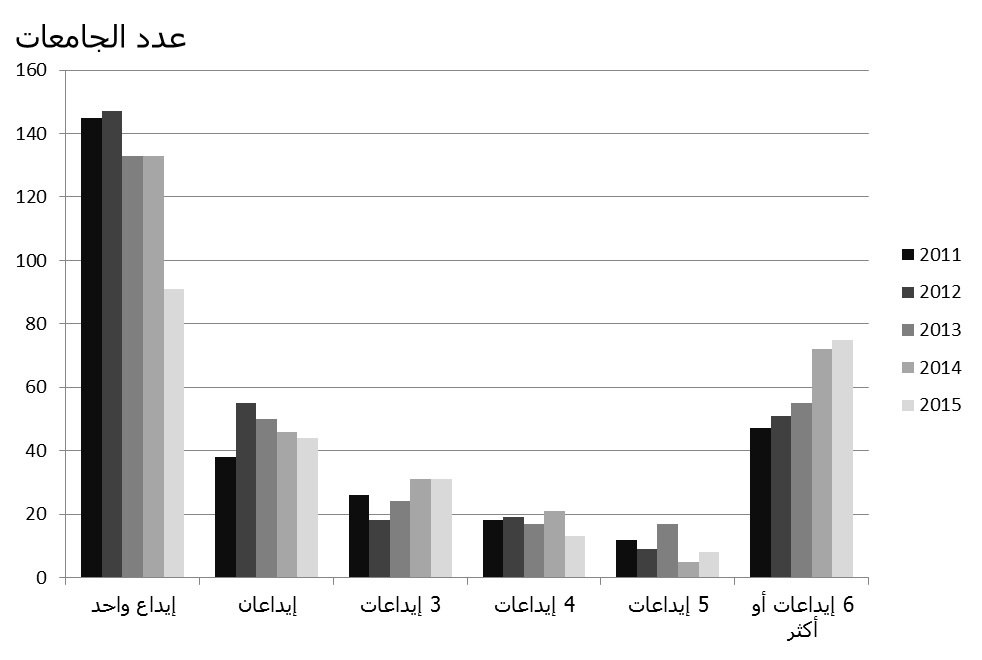 عدد الجامعات
160
140
120
100
80
60
40
20
0
إيداع واحد
إيداعان
3 إيداعات
4 إيداعات
5 إيداعات
6 إيداعات أو
أكثر
2011
2012
2013
2014
2015